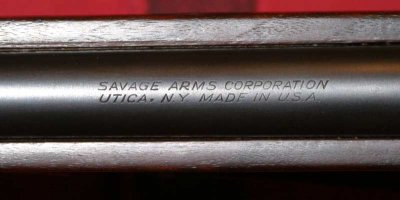 SAVAGE ARMS CORPORATION
UTICA, N.Y. MADE IN U.S.A.